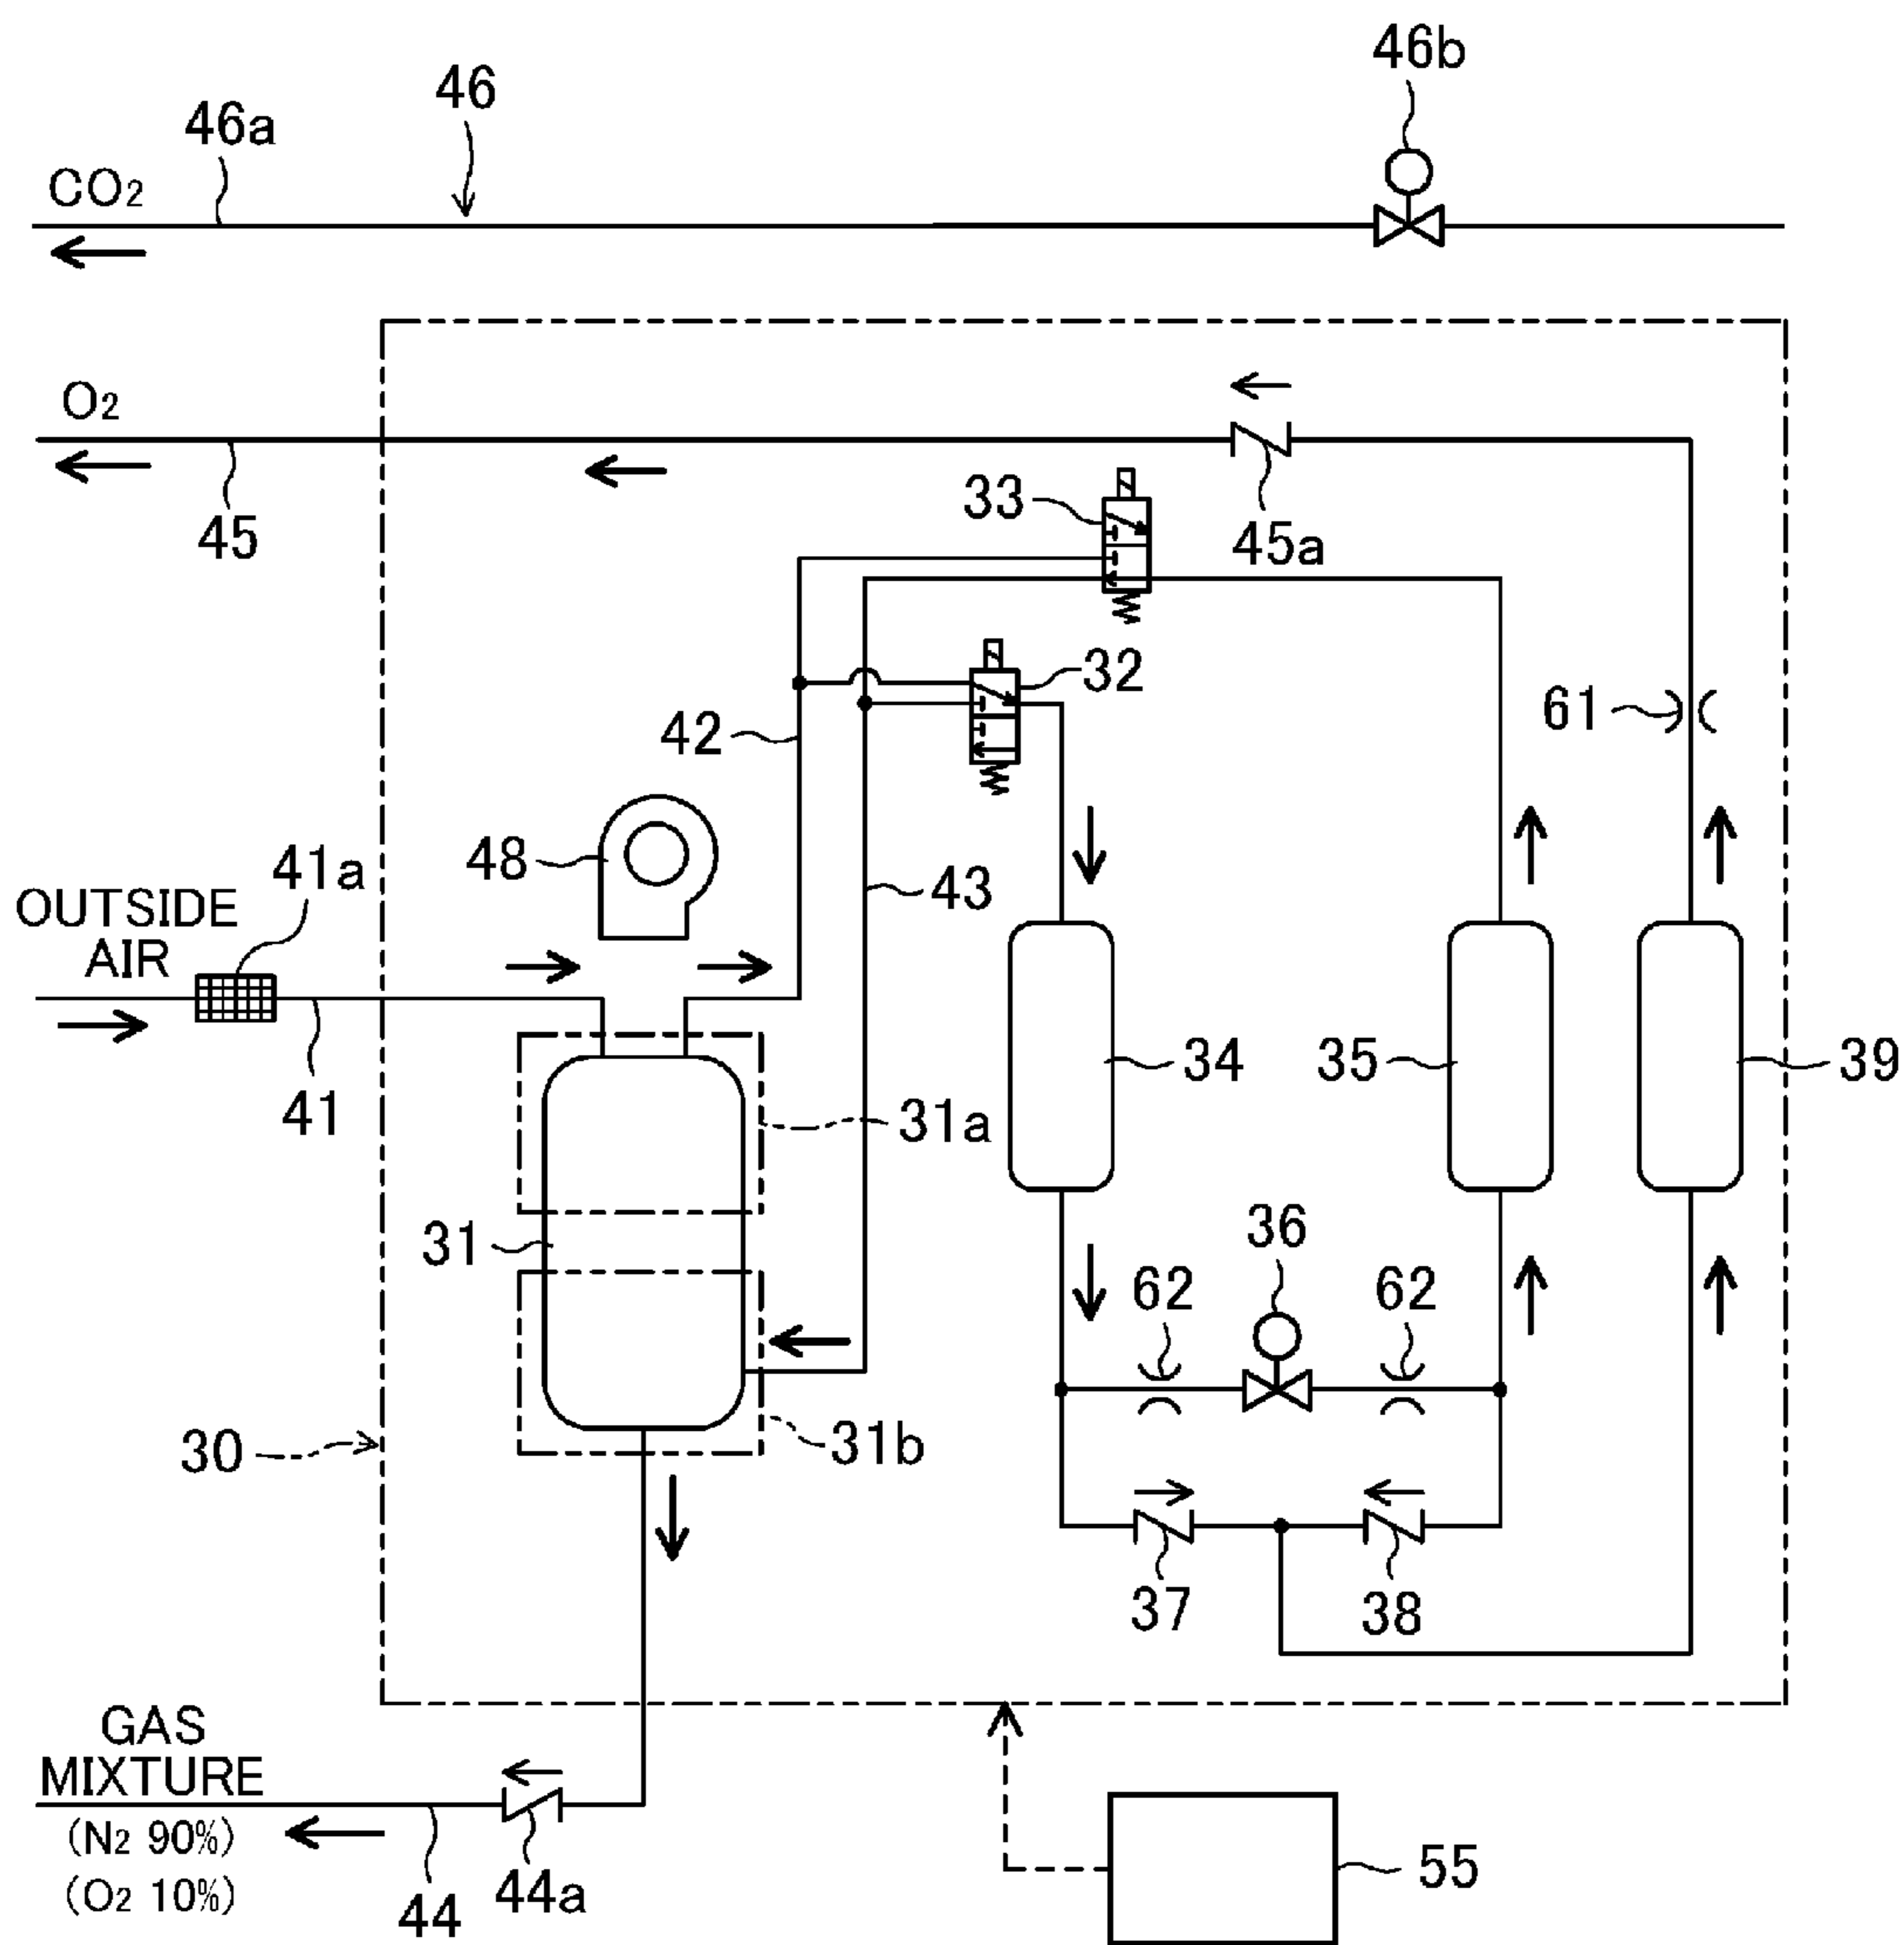 46b
46
46a
CO2
O2
33
45
45a
32
61
42
41a
48
43
OUTSIDE
AIR
34
35
39
41
31a
36
31
62
62
30
31b
37
38
GAS
MIXTURE
(N2 90%)
(O2 10%)
44
44a
55